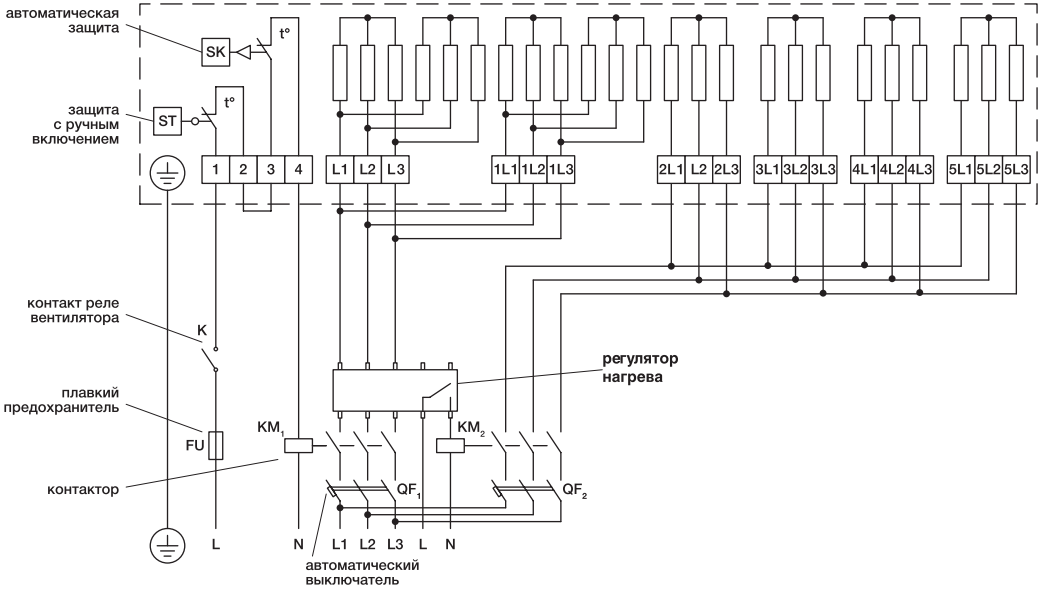 автоматическая
защита
SK
t°
защита
с ручным
включением
ST
t°
1 2 3 4
L1 L2 L3
1L1 1L2 1L3
2L1 L2 2L3
3L1 3L2 3L3
4L1 4L2 4L3
5L1 5L2 5L3
контакт реле
вентилятора
K
регулятор
нагрева
плавкий
предохранитель
FU
KM1
KM2
контактор
QF1
QF2
L N L1 L2 L3 L N
автоматический
выключатель